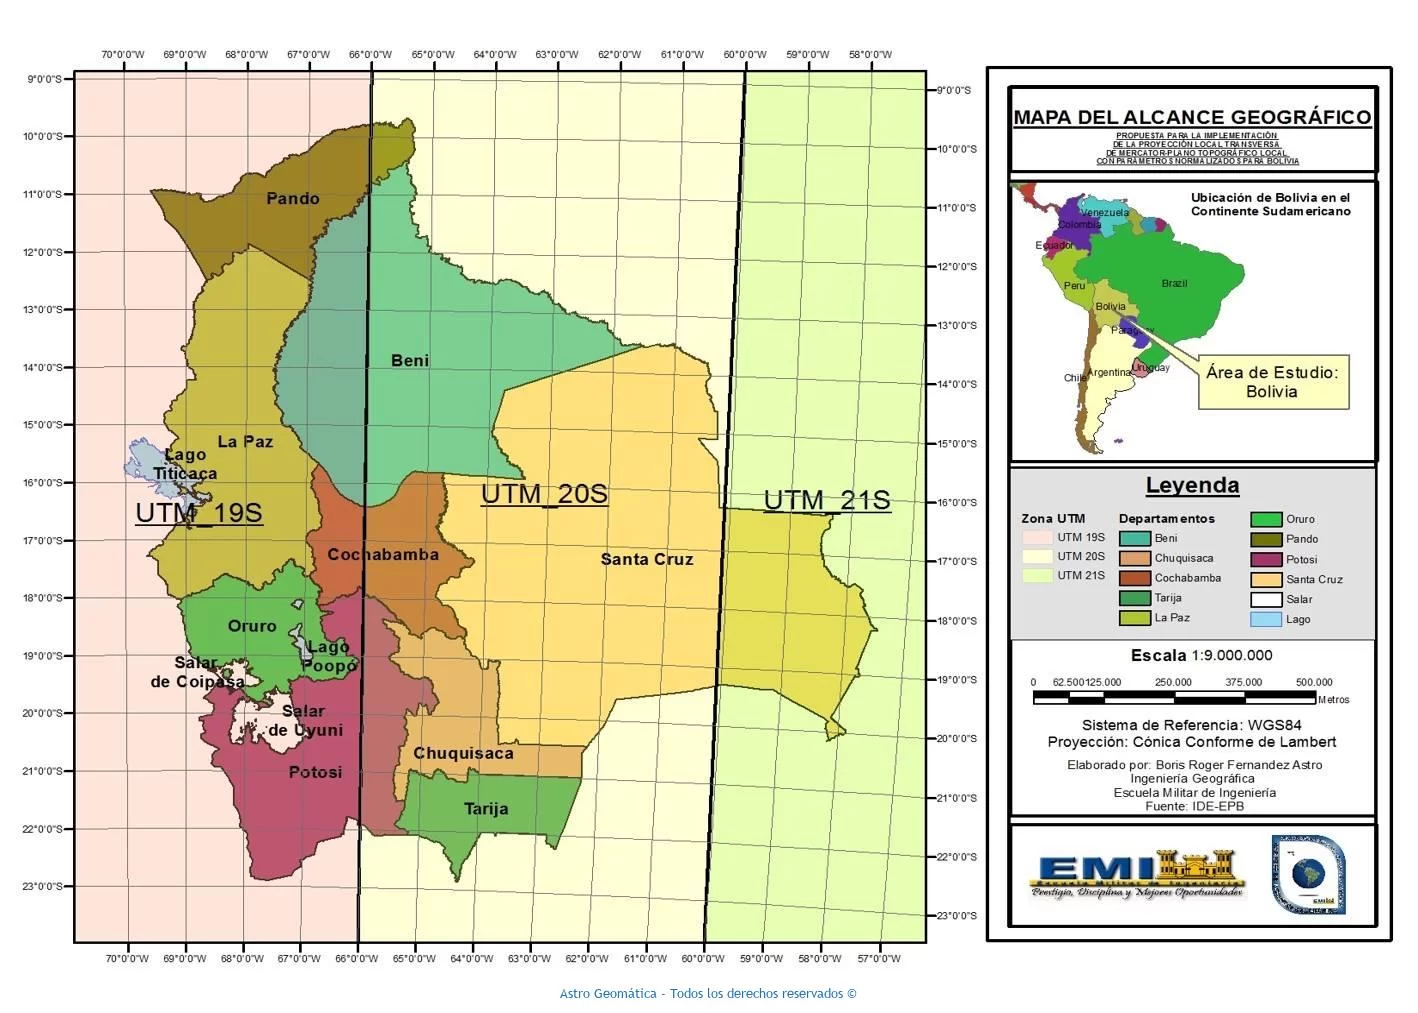 70°0'0"W 69°0'0"W 68°0'0"W 67°0'0"W 66°0'0"W 65°0'0"W 64°0'0"W 63°0'0"W 62°0'0"W 61°0'0"W 60°0'0"W 59°0'0"W 58°0'0"W
9°0'0"S
10°0'0"S
11°0'0"S
12°0'0"S
13°0'0"S
14°0'0"S
15°0'0"S
16°0'0"S
17°0'0"S
18°0'0"S
19°0'0"S
20°0'0"S
21°0'0"S
22°0'0"S
23°0'0"S
Pando
Beni
La Paz
Lago
Titicaca
UTM_19S
UTM_20S
UTM_21S
Cochabamba
Santa Cruz
Oruro
Lago
Poopó
Salar
de Coipasa
Salar
de Uyuni
Potosi
Chuquisaca
Tarija
9°0'0"S
10°0'0"S
11°0'0"S
12°0'0"S
13°0'0"S
14°0'0"S
15°0'0"S
16°0'0"S
17°0'0"S
18°0'0"S
19°0'0"S
20°0'0"S
21°0'0"S
22°0'0"S
23°0'0"S
70°0'0"W 69°0'0"W 68°0'0"W 67°0'0"W 66°0'0"W 65°0'0"W 64°0'0"W 63°0'0"W 62°0'0"W 61°0'0"W 60°0'0"W 59°0'0"W 58°0'0"W 57°0'0"W
MAPA DEL ALCANCE GEOGRÁFICO
PROPUESTA PARA LA IMPLEMENTACIÓN
DE LA PROYECCIÓN LOCAL TRANSVERSA
DE MERCATOR-PLANO TOPOGRÁFICO LOCAL
CON PARÁMETROS NORMALIZADOS PARA BOLIVIA
Ubicación de Bolivia en el
Continente Sudamericano
Venezuela
Colombia
Ecuador
Peru
Brazil
Bolivia
Paraguay
Chile
Argentina
Uruguay
Área de Estudio:
Bolivia
Leyenda
Zona UTM
UTM 19S
UTM 20S
UTM 21S
Departamentos
Beni
Chuquisaca
Cochabamba
Tarija
La Paz
Oruro
Pando
Potosi
Santa Cruz
Salar
Lago
Escala 1:9.000.000
0 62.500 125.000 250.000 375.000 500.000
Metros
Sistema de Referencia: WGS84
Proyección: Cónica Conforme de Lambert
Elaborado por: Boris Roger Fernandez Astro
Ingeniería Geográfica
Escuela Militar de Ingeniería
Fuente: IDE-EPB
EMI
Escuela Militar de Ingeniería
Prestigio, Disciplina y Mejores Oportunidades
EMI
Astro Geomática - Todos los derechos reservados ©